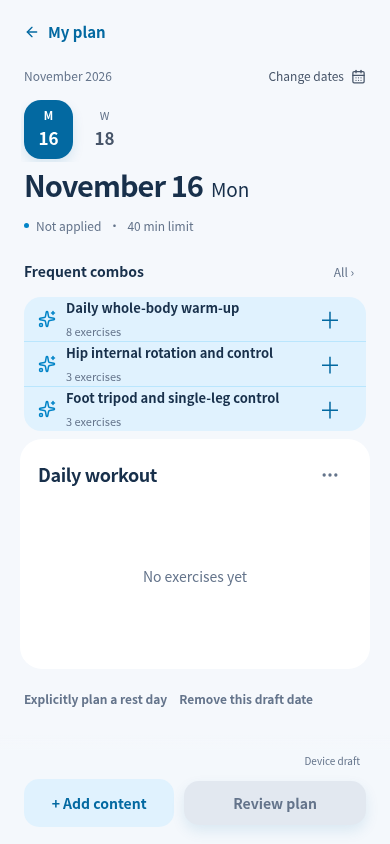 My plan
November 2026
Change dates
M
16
W
18
November 16 Mon
Not applied • 40 min limit
Frequent combos
All ›
Daily whole-body warm-up
8 exercises
Hip internal rotation and control
3 exercises
Foot tripod and single-leg control
3 exercises
Daily workout
No exercises yet
Explicitly plan a rest day
Remove this draft date
Device draft
+ Add content
Review plan